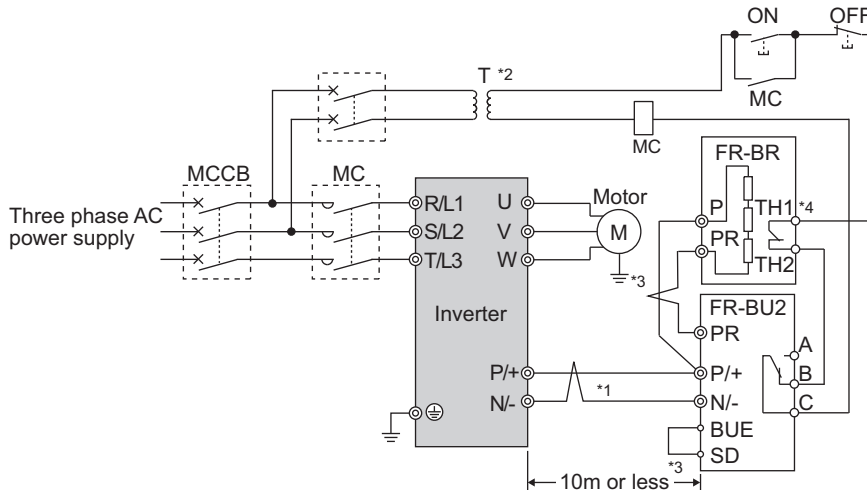 ON
OFF
T *2
MC
MC
FR-BR
MCCB
MC
Three phase AC
power supply
R/L1
U
Motor
P
TH1
*4
S/L2
V
M
PR
TH2
T/L3
W
*3
FR-BU2
Inverter
PR
A
P/+
*1
P/+
B
N/-
N/-
C
BUE
SD
*3
10m or less